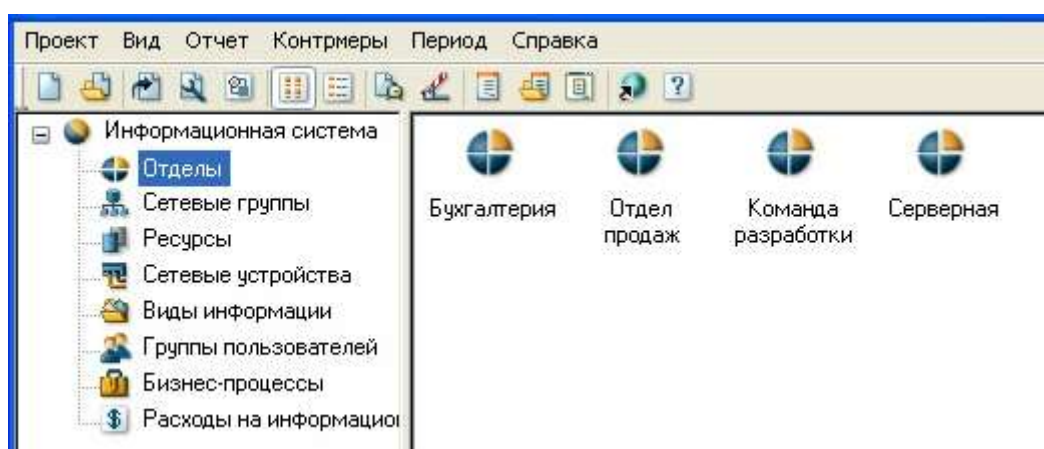 Проект Вид Отчет Контрмеры Период Справка
Информационная система
Отделы
Сетевые группы
Ресурсы
Сетевые устройства
Виды информации
Группы пользователей
Бизнес-процессы
Расходы на информацион
Бухгалтерия
Отдел
продаж
Команда
разработки
Серверная